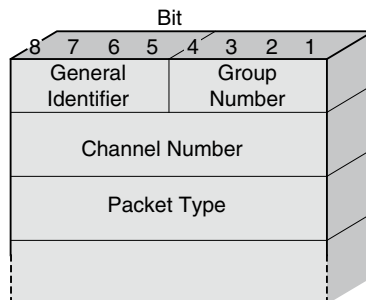 Bit
8 7 6 5 4 3 2 1
General Identifier
Group Number
Channel Number
Packet Type